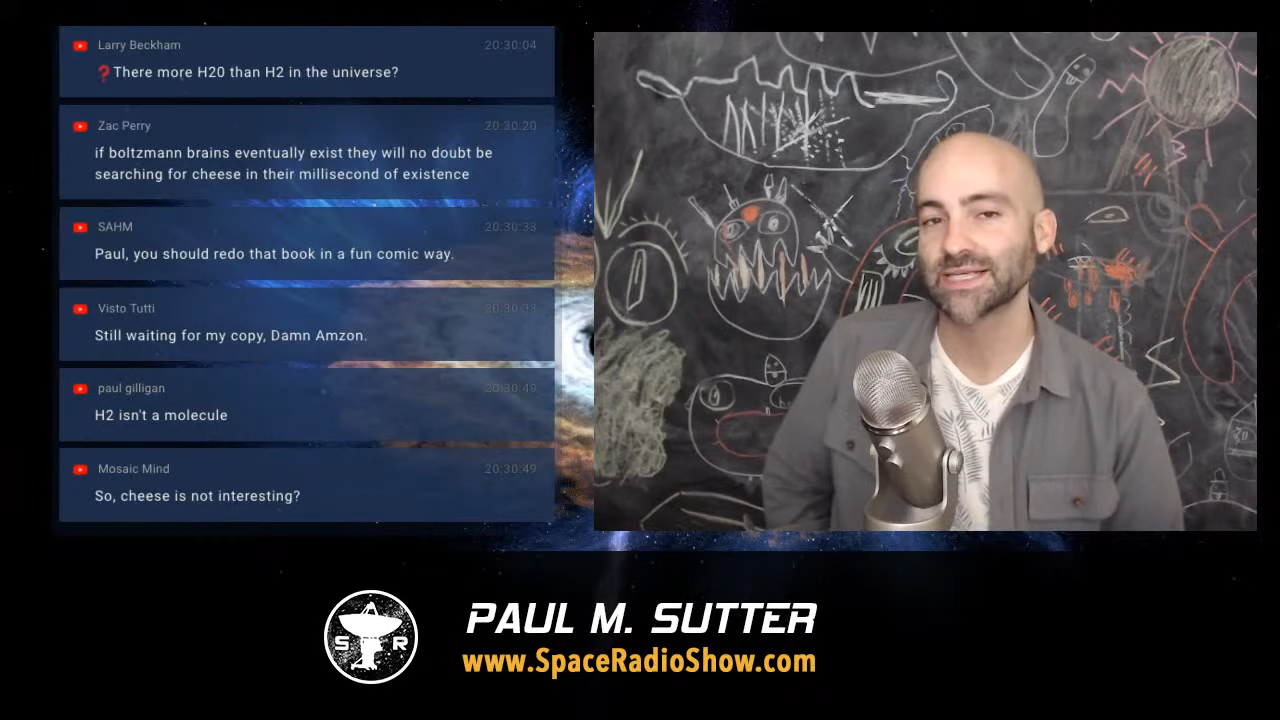 Larry Beckham 20:30:04
❓There more H20 than H2 in the universe?
Zac Perry 20:30:20
if boltzmann brains eventually exist they will no doubt be
searching for cheese in their millisecond of existence
SAHM 20:30:33
Paul, you should redo that book in a fun comic way.
Visto Tutti 20:30:33
Still waiting for my copy, Damn Amzon.
paul gilligan 20:30:49
H2 isn't a molecule
Mosaic Mind 20:30:49
So, cheese is not interesting?
S R
PAUL M. SUTTER
www.SpaceRadioShow.com